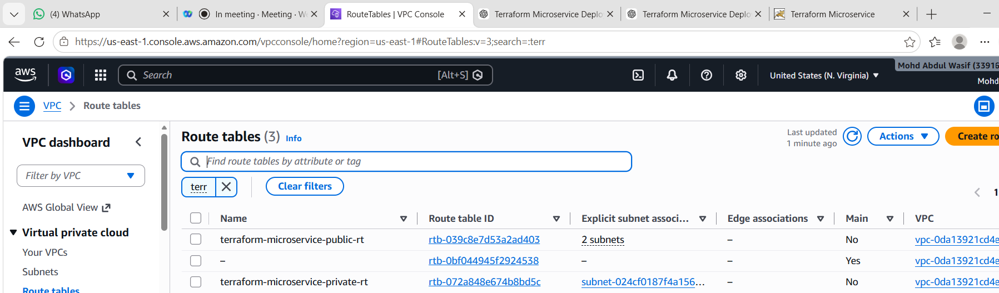 (4) WhatsApp
In meeting · Meeting · We
RouteTables | VPC Console
Terraform Microservice Deplo
Terraform Microservice Deplo
Terraform Microservice
https://us-east-1.console.aws.amazon.com/vpcconsole/home?region=us-east-1#RouteTables:v=3;search=:terr
aws
Search
[Alt+S]
United States (N. Virginia)
Mohd Abdul Wasif (33916
Mohd
VPC > Route tables
VPC dashboard
Filter by VPC
AWS Global View
Virtual private cloud
Your VPCs
Subnets
Route tables
Route tables (3) Info
Last updated
1 minute ago
Actions
Create ro
Find route tables by attribute or tag
terr
Clear filters
1
Name Route table ID Explicit subnet associ... Edge associations Main VPC
terraform-microservice-public-rt rtb-039c8e7d53a2ad403 2 subnets – No vpc-0da13921cd4e
– rtb-0bf044945f2924538 – – Yes vpc-0da13921cd4e
terraform-microservice-private-rt rtb-072a848e674b8bd5c subnet-024cf0187f4a156... – No vpc-0da13921cd4e